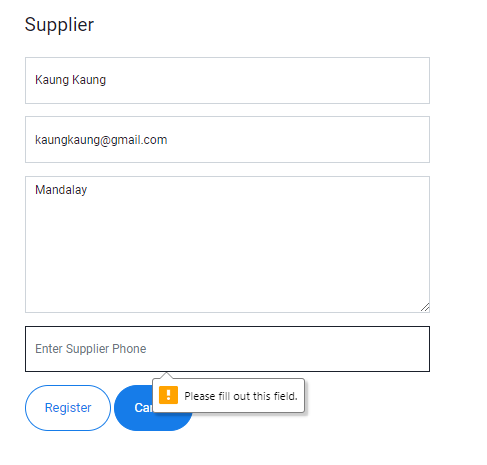 Supplier
Kaung Kaung
kaungkaung@gmail.com
Mandalay
Enter Supplier Phone
Please fill out this field.
Register